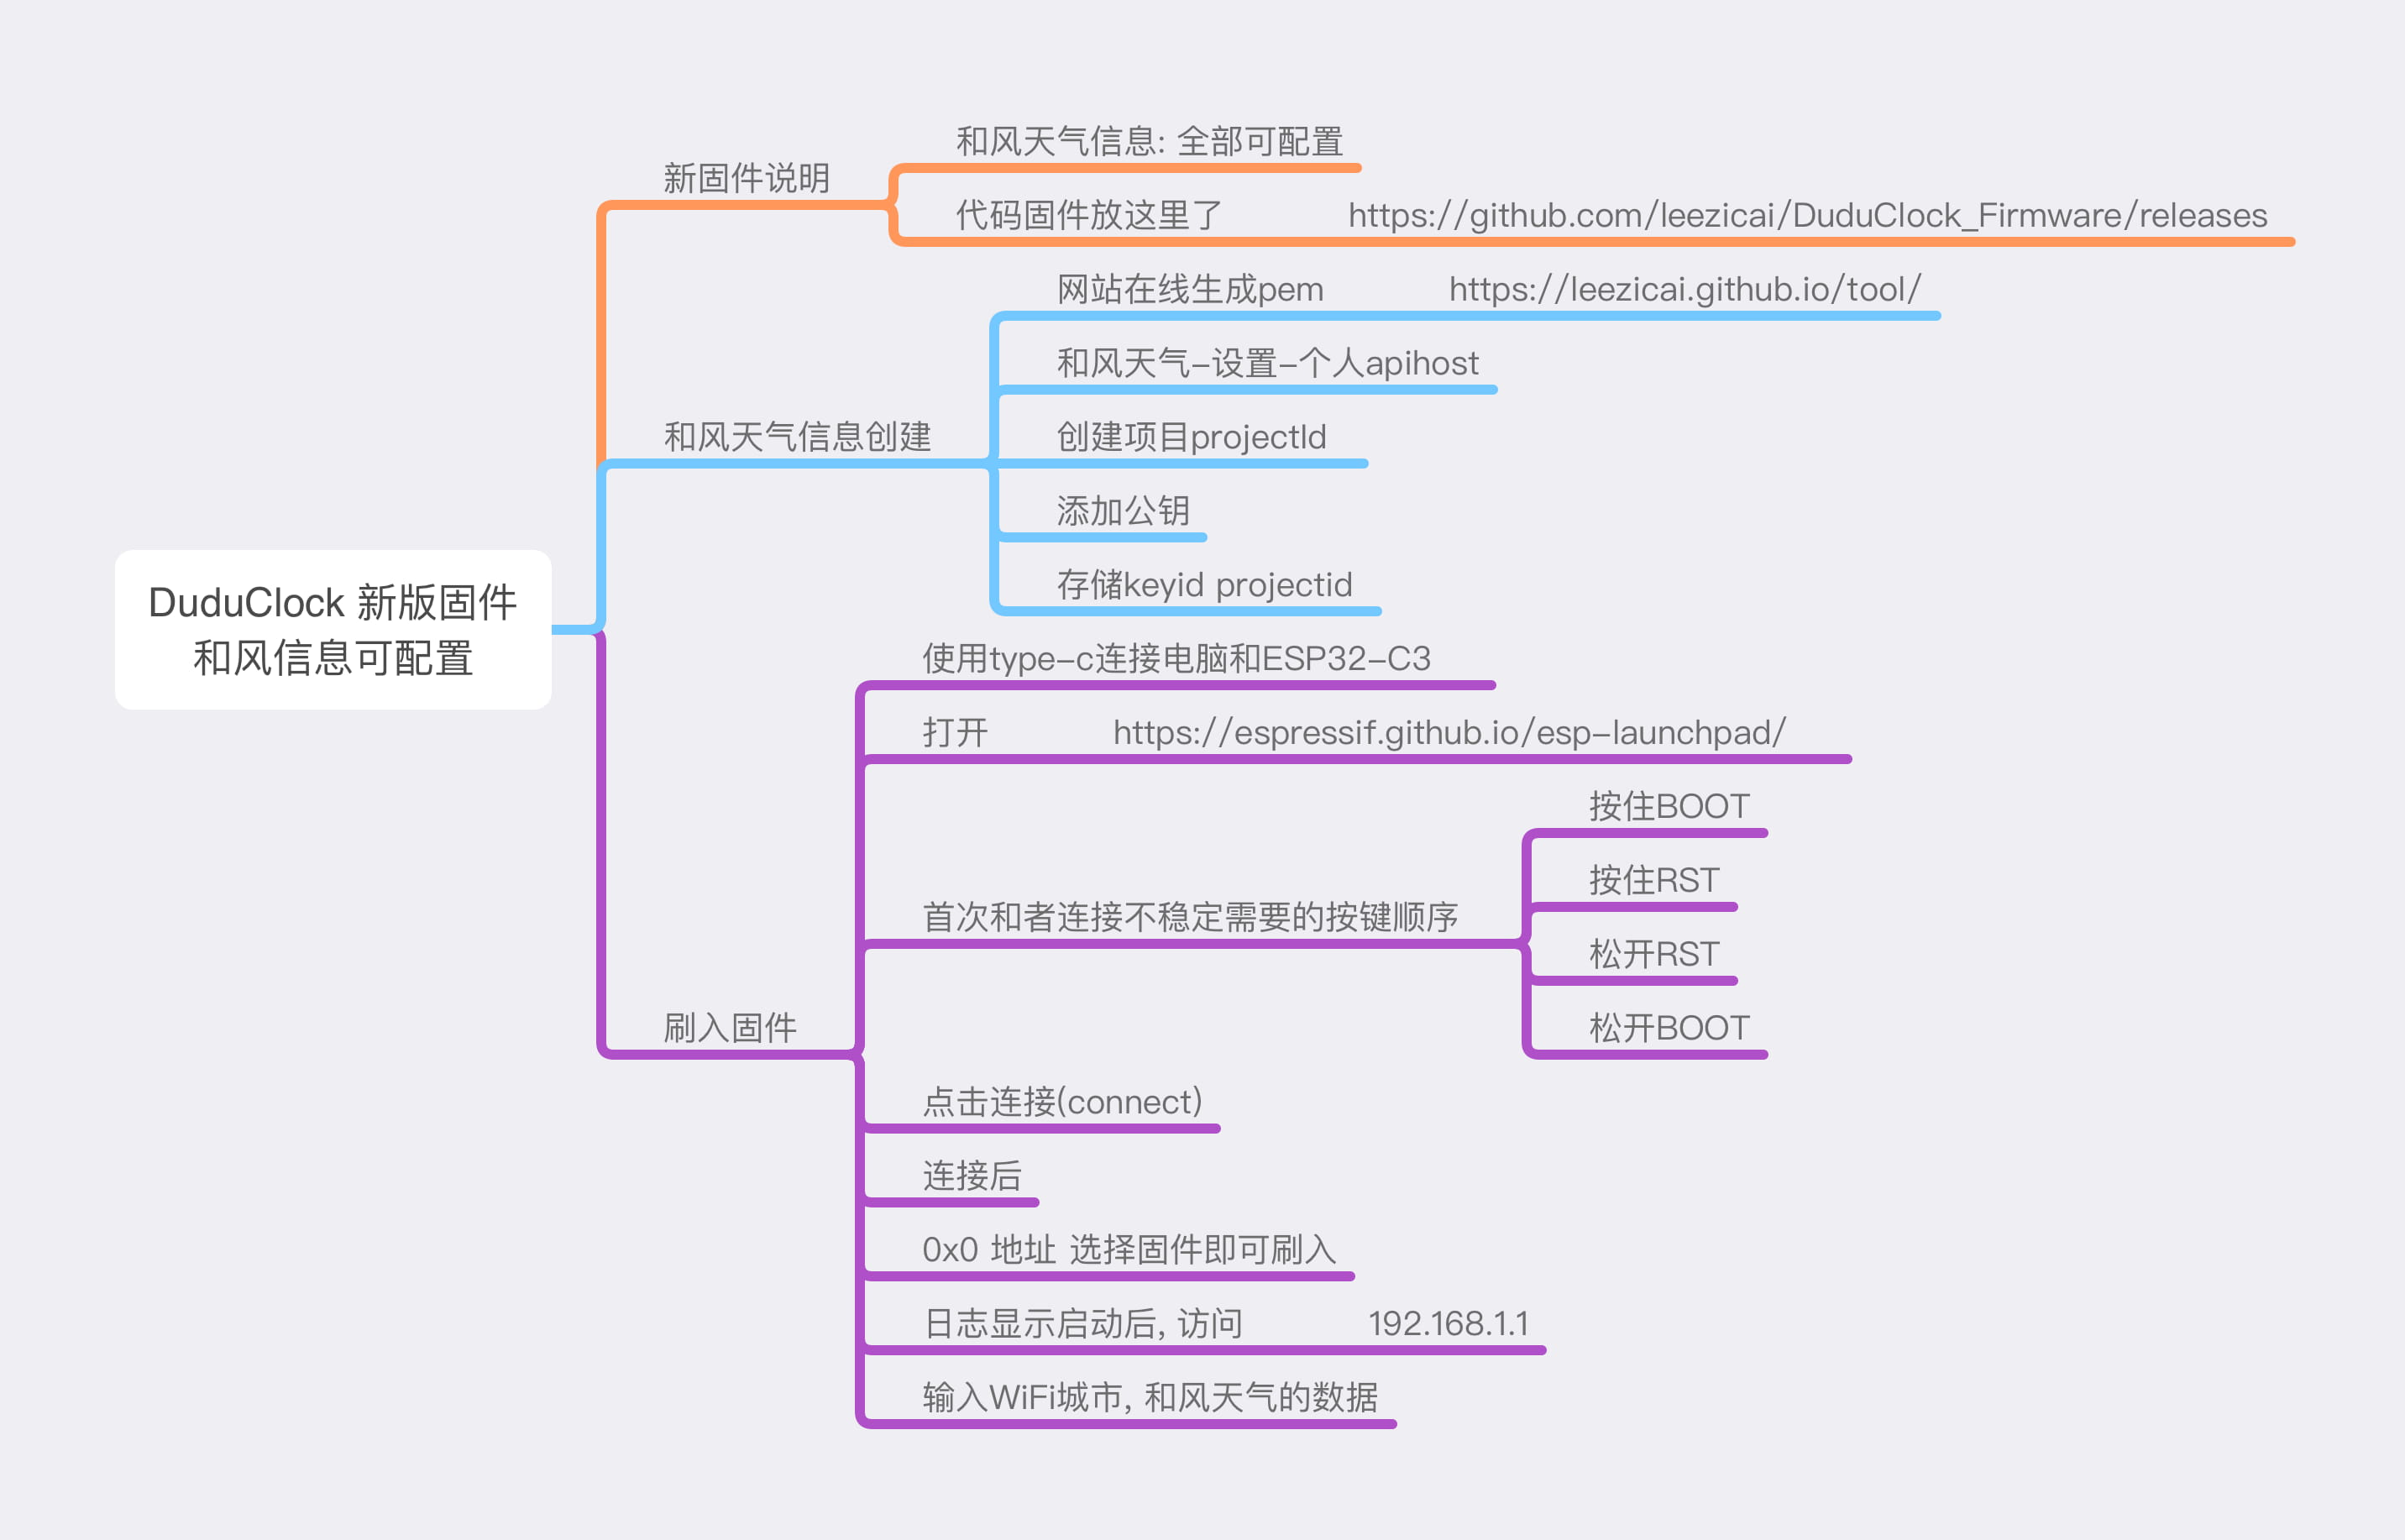 和风天气信息: 全部可配置
新固件说明
代码固件放这里了 https://github.com/leezicai/DuduClock_Firmware/releases
网站在线生成pem https://leezicai.github.io/tool/
和风天气-设置-个人apihost
和风天气信息创建
创建项目projectId
添加公钥
存储keyid projectid
DuduClock 新版固件
和风信息可配置
使用type-c连接电脑和ESP32-C3
打开 https://espressif.github.io/esp-launchpad/
首次和者连接不稳定需要的按键顺序
按住BOOT
按住RST
松开RST
松开BOOT
刷入固件
点击连接(connect)
连接后
0x0 地址 选择固件即可刷入
日志显示启动后, 访问 192.168.1.1
输入WiFi城市, 和风天气的数据